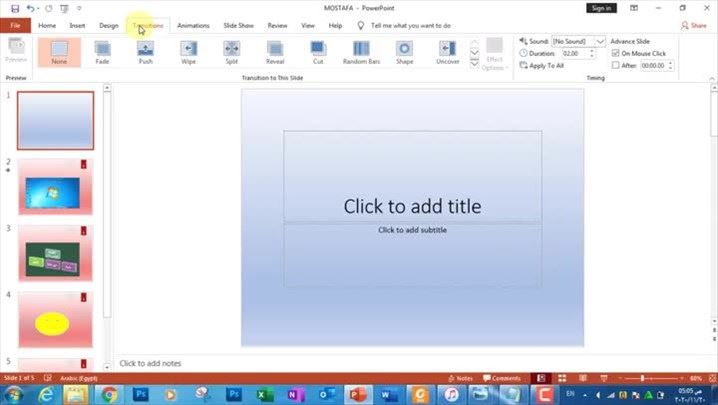 MOSTAFA - PowerPoint
Sign in
File Home Insert Design Transitions Animations Slide Show Review View Help Tell me what you want to do Share
Preview
None Fade Push Wipe Split Reveal Cut Random Bars Shape Uncover
Effect
Options
Sound: [No Sound]
Duration: 02.00
Apply To All
Advance Slide
On Mouse Click
After: 00:00.00
Preview Transition to This Slide Timing
1
2
3
4
5
Click to add title
Click to add subtitle
Click to add notes
Slide 1 of 5 Arabic (Egypt) Notes Comments 68%
EN
05:05